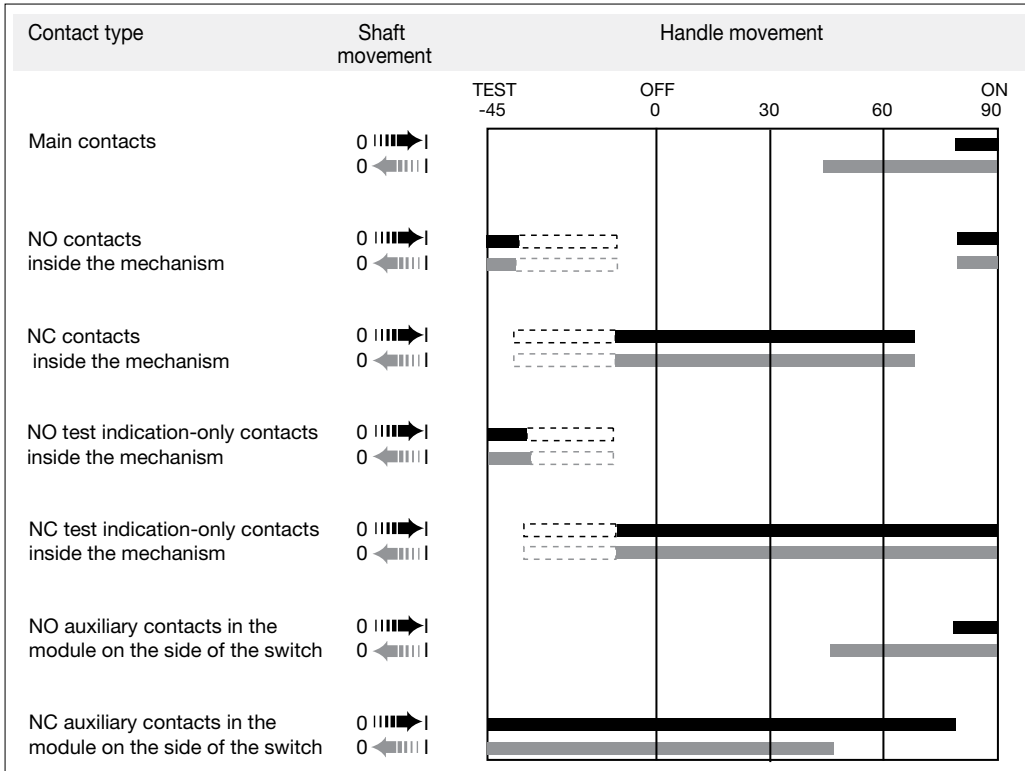 Contact type Shaft movement Handle movement
TEST OFF ON
-45 0 30 60 90
Main contacts 0 I
0 I
NO contacts 0 I
inside the mechanism 0 I
NC contacts 0 I
inside the mechanism 0 I
NO test indication-only contacts 0 I
inside the mechanism 0 I
NC test indication-only contacts 0 I
inside the mechanism 0 I
NO auxiliary contacts in the 0 I
module on the side of the switch 0 I
NC auxiliary contacts in the 0 I
module on the side of the switch 0 I